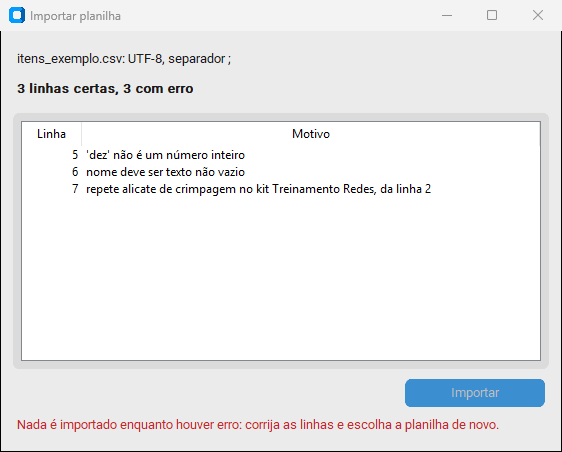 Importar planilha
itens_exemplo.csv: UTF-8, separador ;
3 linhas certas, 3 com erro
Linha Motivo
5 'dez' não é um número inteiro
6 nome deve ser texto não vazio
7 repete alicate de crimpagem no kit Treinamento Redes, da linha 2
Importar
Nada é importado enquanto houver erro: corrija as linhas e escolha a planilha de novo.